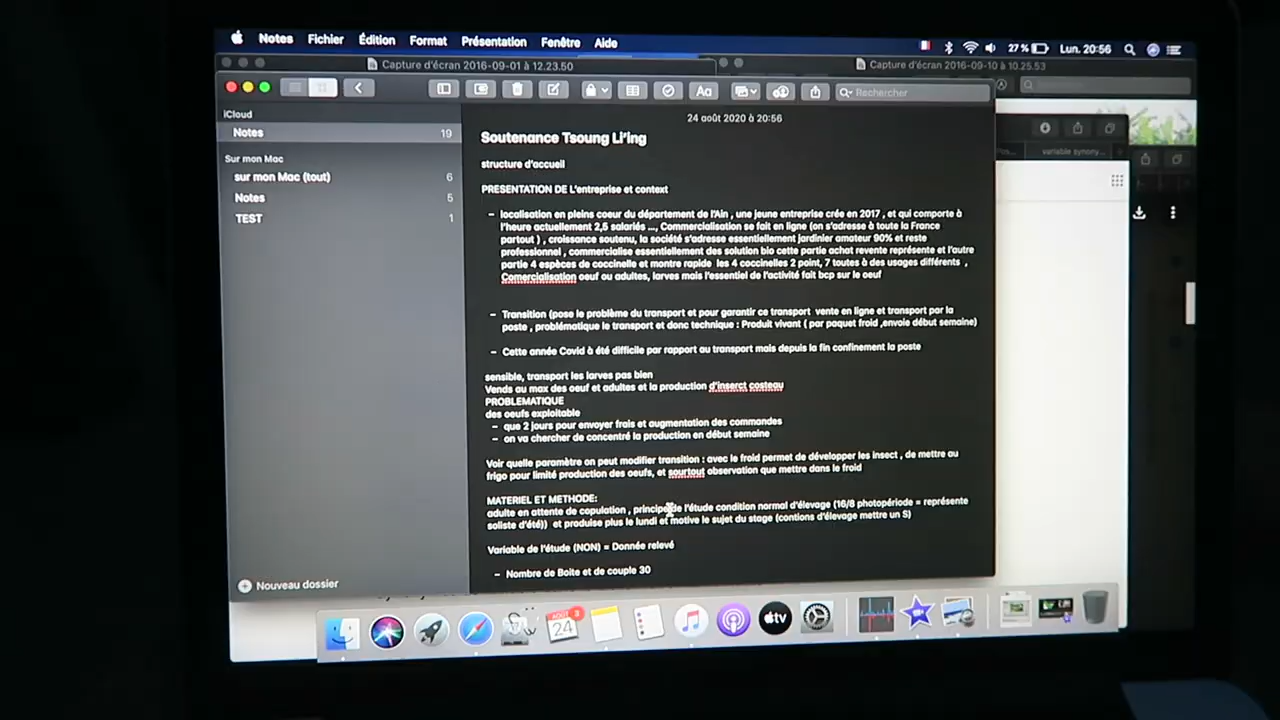 Notes Fichier Édition Format Présentation Fenêtre Aide 27 % Lun. 20:56
Capture d'écran 2016-09-01 à 12.23.50
Capture d'écran 2016-09-10 à 10.25.53
Aa
Rechercher
iCloud
Notes 19
Sur mon Mac
sur mon Mac (tout) 6
Notes 5
TEST 1
Nouveau dossier
24 août 2020 à 20:56
Soutenance Tsoung Li'ing
structure d'accueil
PRESENTATION DE L'entreprise et context
– localisation en pleins coeur du département de l'Ain , une jeune entreprise crée en 2017 , et qui comporte à
l'heure actuellement 2,5 salariés ..., Commercialisation se fait en ligne (on s'adresse à toute la France
partout ) , croissance soutenu, la société s'adresse essentiellement jardinier amateur 90% et reste
professionnel , commercialise essentiellement des solution bio cette partie achat revente représente et l'autre
partie 4 espèces de coccinelle et montre rapide les 4 coccinelles 2 point, 7 toutes à des usages différents ,
Comercialisation oeuf ou adultes, larves mais l'essentiel de l'activité fait bcp sur le oeuf
– Transition (pose le problème du transport et pour garantir ce transport vente en ligne et transport par la
poste , problématique le transport et donc technique : Produit vivant ( par paquet froid ,envoie début semaine)
– Cette année Covid à été difficile par rapport au transport mais depuis la fin confinement la poste
sensible, transport les larves pas bien
Vends au max des oeuf et adultes et la production d'inserct costeau
PROBLEMATIQUE
des oeufs exploitable
– que 2 jours pour envoyer frais et augmentation des commandes
– on va chercher de concentré la production en début semaine
Voir quelle paramètre on peut modifier transition : avec le froid permet de développer les insect , de mettre au
frigo pour limité production des oeufs, et sourtout observation que mettre dans le froid
MATERIEL ET METHODE:
adulte en attente de copulation , principe de l'étude condition normal d'élevage (16/8 photopériode = représente
soliste d'été)) et produise plus le lundi et motive le sujet du stage (contions d'élevage mettre un S)
Variable de l'étude (NON) = Donnée relevé
– Nombre de Boite et de couple 30
variable synony...
AOÛT
24
3
tv